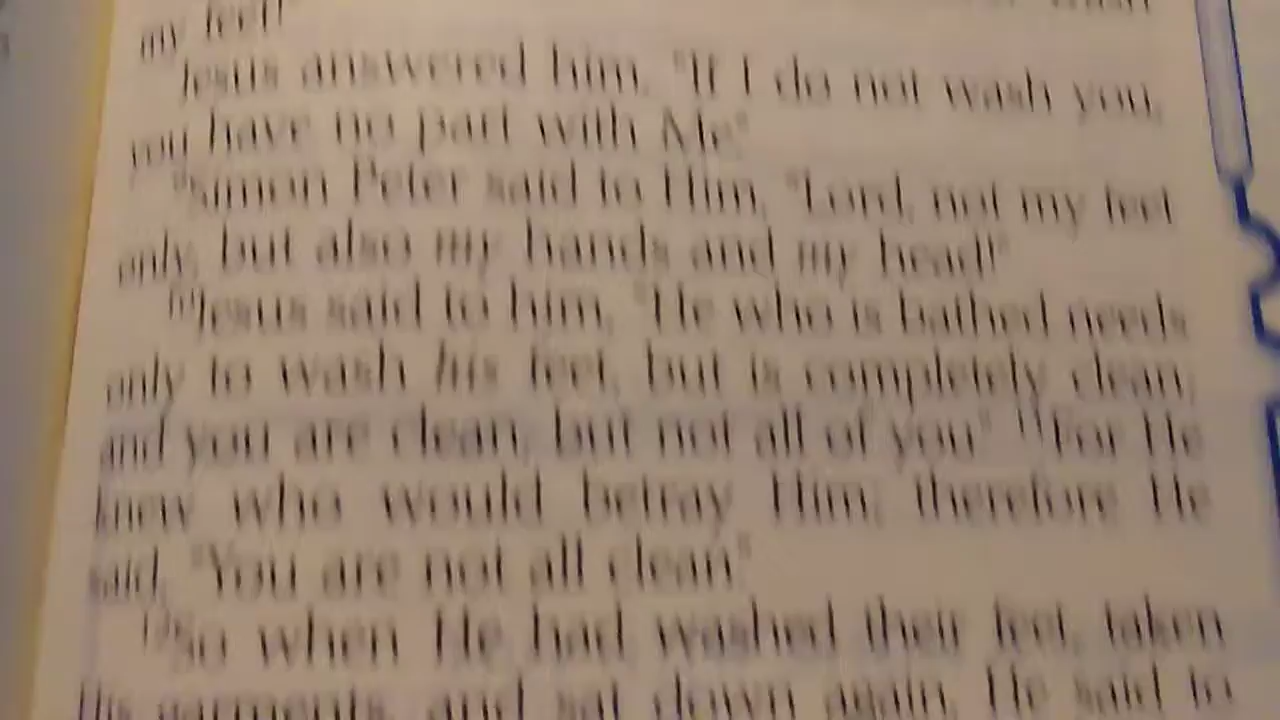 my feet!"
Jesus answered him, "If I do not wash you,
you have no part with Me."
⁹Simon Peter said to Him, "Lord, not my feet
only, but also my hands and my head!"
¹⁰Jesus said to him, "He who is bathed needs
only to wash his feet, but is completely clean;
and you are clean, but not all of you." ¹¹For He
knew who would betray Him; therefore He
said, "You are not all clean."
¹²So when He had washed their feet, taken
His garments, and sat down again, He said to